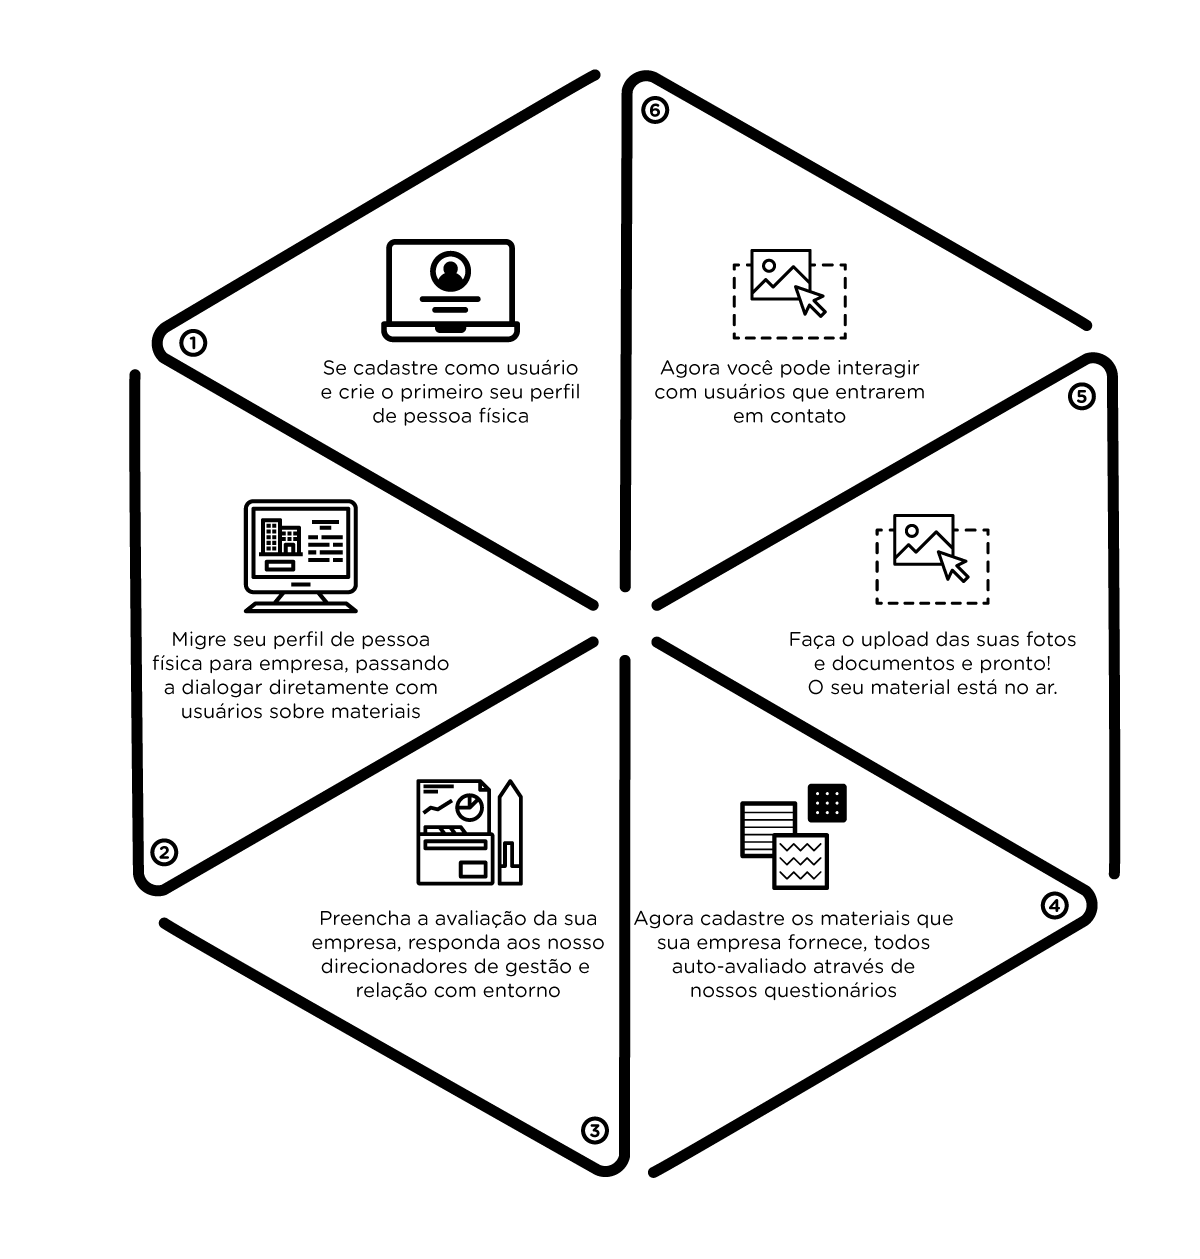 1
Se cadastre como usuário
e crie o primeiro seu perfil
de pessoa física
2
Migre seu perfil de pessoa
física para empresa, passando
a dialogar diretamente com
usuários sobre materiais
3
Preencha a avaliação da sua
empresa, responda aos nosso
direcionadores de gestão e
relação com entorno
4
Agora cadastre os materiais que
sua empresa fornece, todos
auto-avaliado através de
nossos questionários
5
Faça o upload das suas fotos
e documentos e pronto!
O seu material está no ar.
6
Agora você pode interagir
com usuários que entrarem
em contato